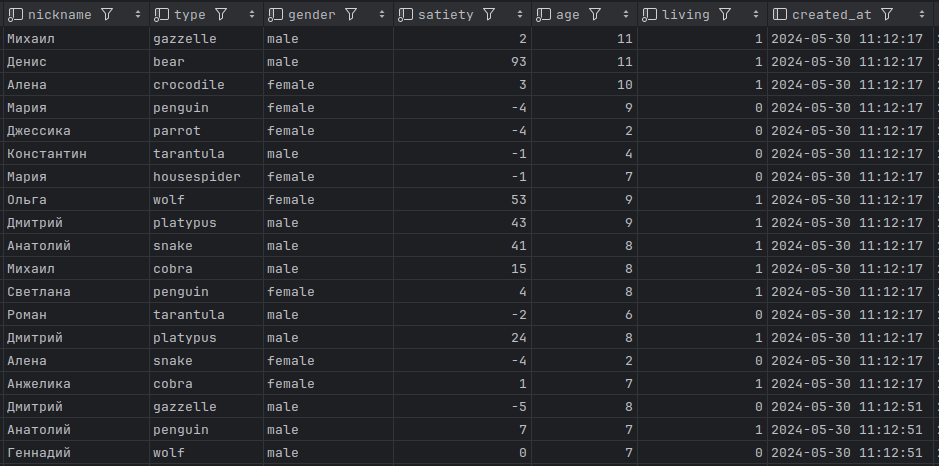 nickname type gender satiety age living created_at
Михаил gazzelle male 2 11 1 2024-05-30 11:12:17
Денис bear male 93 11 1 2024-05-30 11:12:17
Алена crocodile female 3 10 1 2024-05-30 11:12:17
Мария penguin female -4 9 0 2024-05-30 11:12:17
Джессика parrot female -4 2 0 2024-05-30 11:12:17
Константин tarantula male -1 4 0 2024-05-30 11:12:17
Мария housespider female -1 7 0 2024-05-30 11:12:17
Ольга wolf female 53 9 1 2024-05-30 11:12:17
Дмитрий platypus male 43 9 1 2024-05-30 11:12:17
Анатолий snake male 41 8 1 2024-05-30 11:12:17
Михаил cobra male 15 8 1 2024-05-30 11:12:17
Светлана penguin female 4 8 1 2024-05-30 11:12:17
Роман tarantula male -2 6 0 2024-05-30 11:12:17
Дмитрий platypus male 24 8 1 2024-05-30 11:12:17
Алена snake female -4 2 0 2024-05-30 11:12:17
Анжелика cobra female 1 7 1 2024-05-30 11:12:17
Дмитрий gazzelle male -5 8 0 2024-05-30 11:12:51
Анатолий penguin male 7 7 1 2024-05-30 11:12:51
Геннадий wolf male 0 7 0 2024-05-30 11:12:51